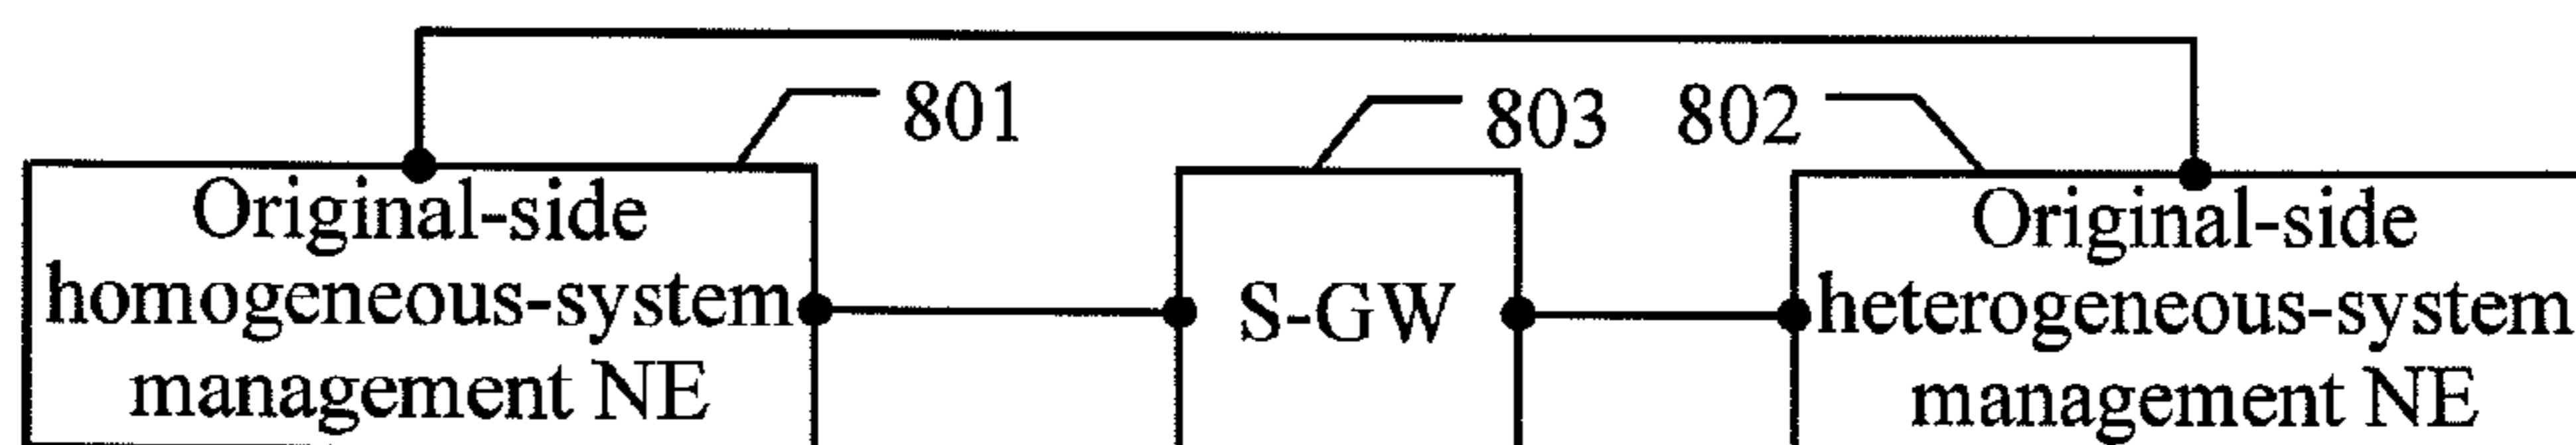 801
803
802
Original-side
homogeneous-system
management NE
S-GW
Original-side
heterogeneous-system
management NE